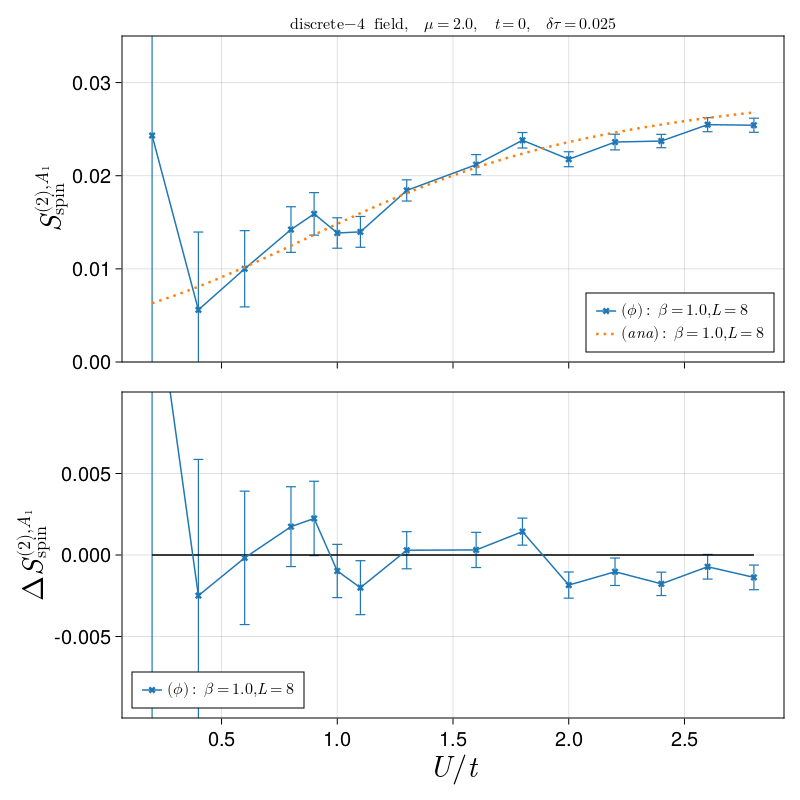 discrete−4 field, μ = 2.0, t = 0, δτ = 0.025
S_spin^(2),A₁
0.03
0.02
0.01
0.00
(ϕ) : β = 1.0,L = 8
(ana) : β = 1.0,L = 8
ΔS_spin^(2),A₁
0.005
0.000
-0.005
(ϕ) : β = 1.0,L = 8
0.5 1.0 1.5 2.0 2.5
U/t